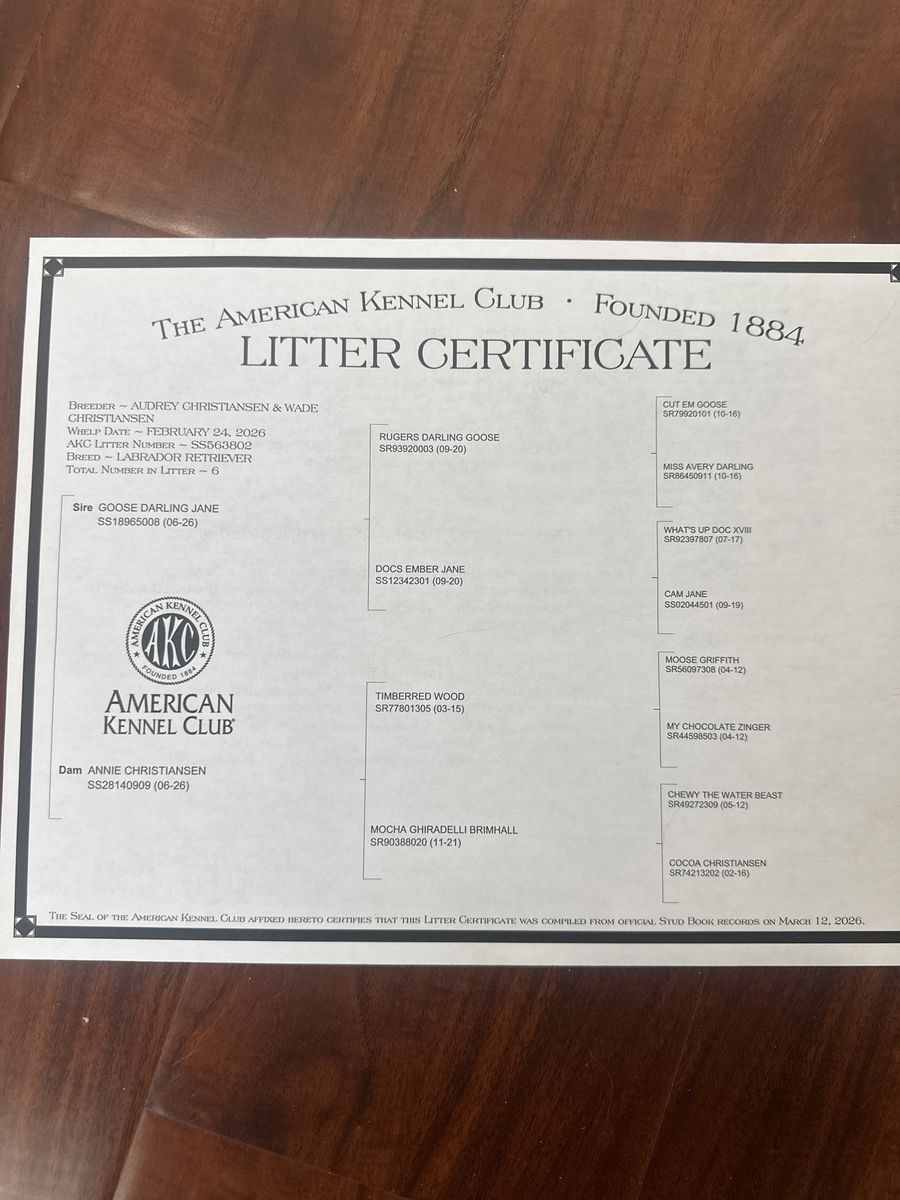 The American Kennel Club · Founded 1884
LITTER CERTIFICATE
Breeder ~ AUDREY CHRISTIANSEN & WADE
CHRISTIANSEN
Whelp Date ~ FEBRUARY 24, 2026
AKC Litter Number ~ SS563802
Breed ~ LABRADOR RETRIEVER
Total Number in Litter ~ 6
Sire GOOSE DARLING JANE
SS18965008 (06-26)
AMERICAN KENNEL CLUB
AKC
FOUNDED 1884
AMERICAN
KENNEL CLUB®
Dam ANNIE CHRISTIANSEN
SS28140909 (06-26)
RUGERS DARLING GOOSE
SR93920003 (09-20)
DOCS EMBER JANE
SS12342301 (09-20)
TIMBERRED WOOD
SR77801305 (03-15)
MOCHA GHIRADELLI BRIMHALL
SR90388020 (11-21)
CUT EM GOOSE
SR79920101 (10-16)
MISS AVERY DARLING
SR86450911 (10-16)
WHAT'S UP DOC XVIII
SR92397807 (07-17)
CAM JANE
SS02044501 (09-19)
MOOSE GRIFFITH
SR56097308 (04-12)
MY CHOCOLATE ZINGER
SR44598503 (04-12)
CHEWY THE WATER BEAST
SR49272309 (05-12)
COCOA CHRISTIANSEN
SR74213202 (02-16)
The Seal of the American Kennel Club affixed hereto certifies that this Litter Certificate was compiled from official Stud Book records on March 12, 2026.